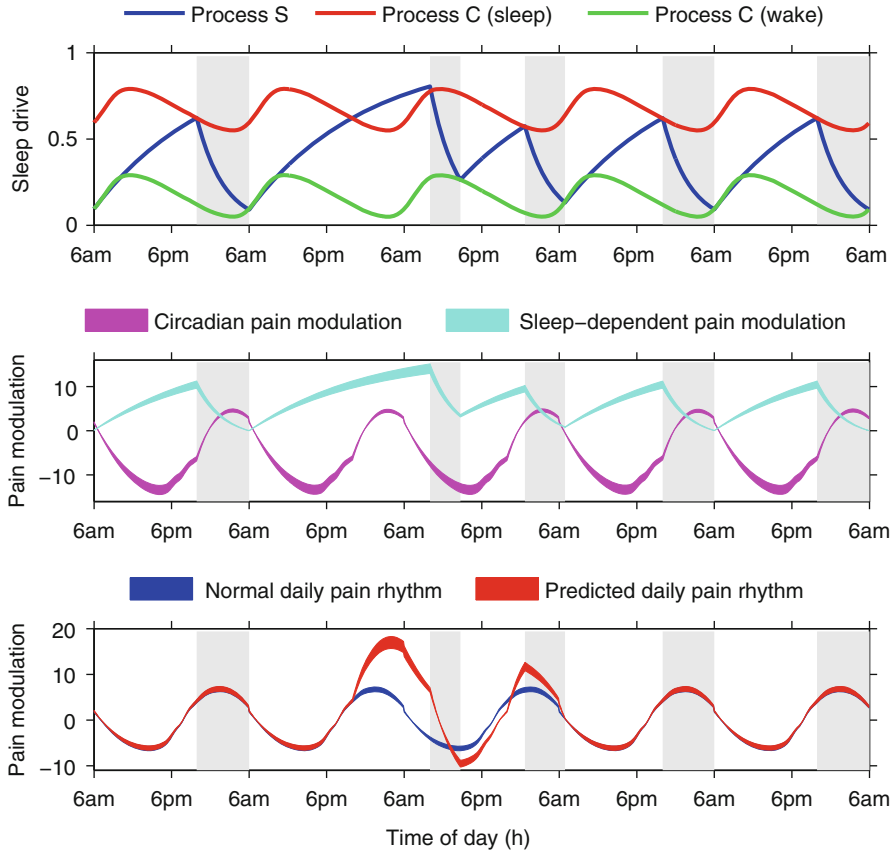 Process S Process C (sleep) Process C (wake)
1
0.5
0
Sleep drive
6am 6pm 6am 6pm 6am 6pm 6am 6pm 6am 6pm 6am
Circadian pain modulation Sleep−dependent pain modulation
10
0
−10
Pain modulation
6am 6pm 6am 6pm 6am 6pm 6am 6pm 6am 6pm 6am
Normal daily pain rhythm Predicted daily pain rhythm
20
10
0
−10
Pain modulation
6am 6pm 6am 6pm 6am 6pm 6am 6pm 6am 6pm 6am
Time of day (h)